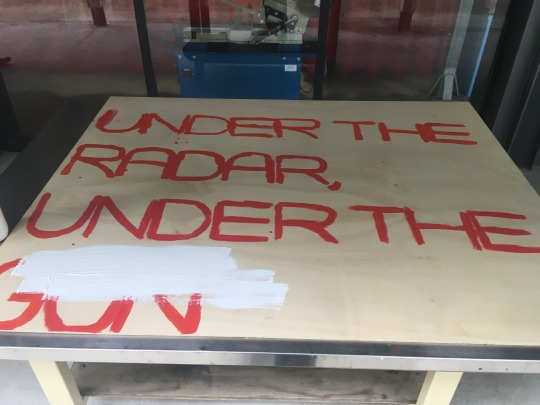 UNDER THE
RADAR,
UNDER THE
GUN